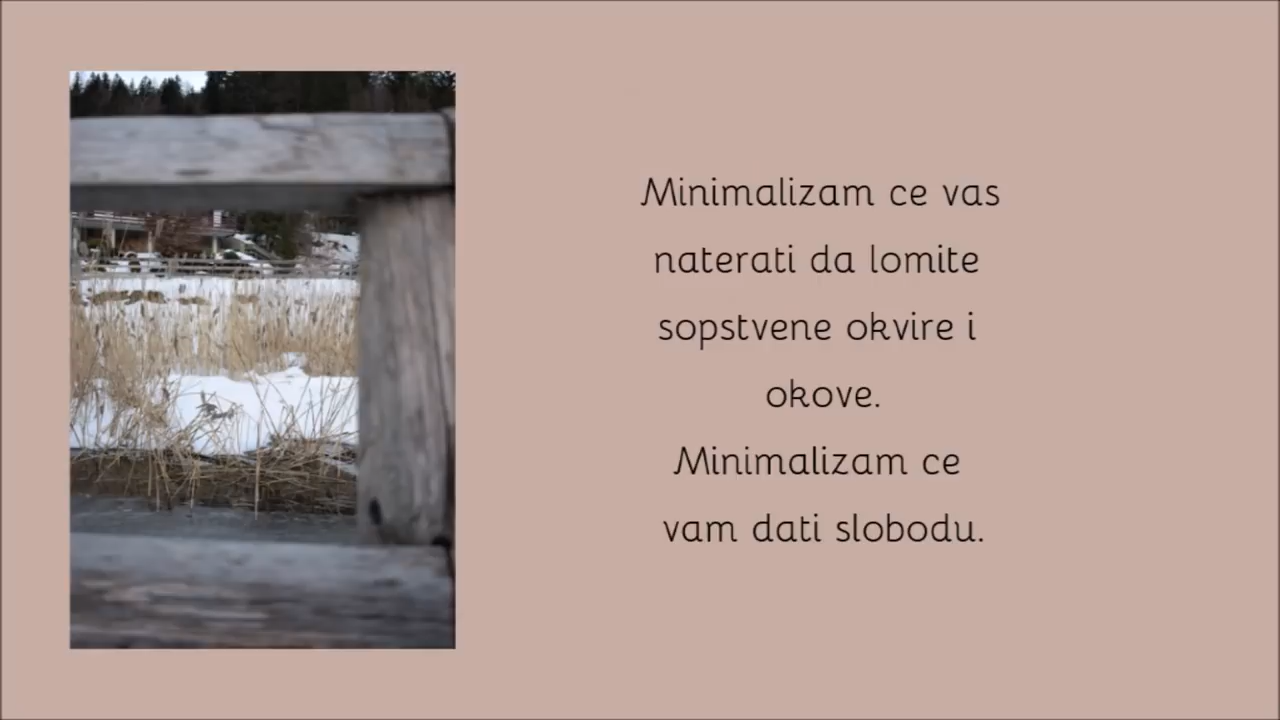 Minimalizam ce vas
naterati da lomite
sopstvene okvire i
okove.
Minimalizam ce
vam dati slobodu.